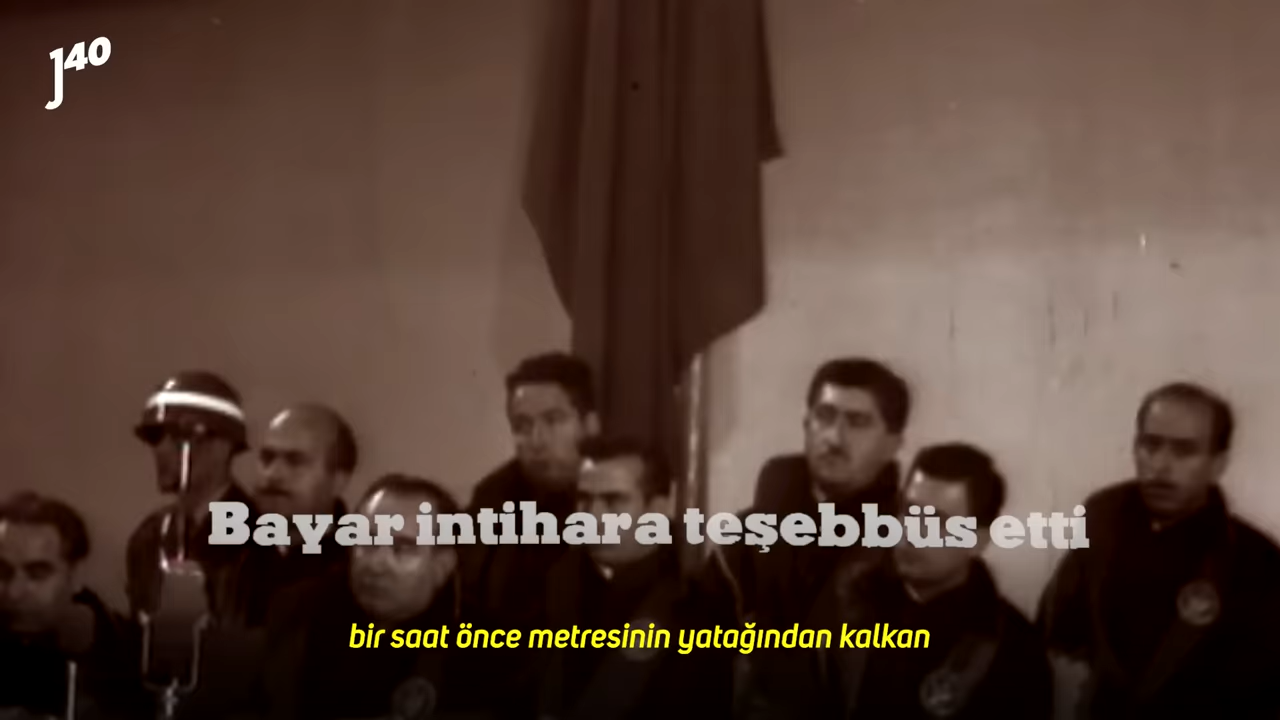 J40
Bayar intihara teşebbüs etti
bir saat önce metresinin yatağından kalkan